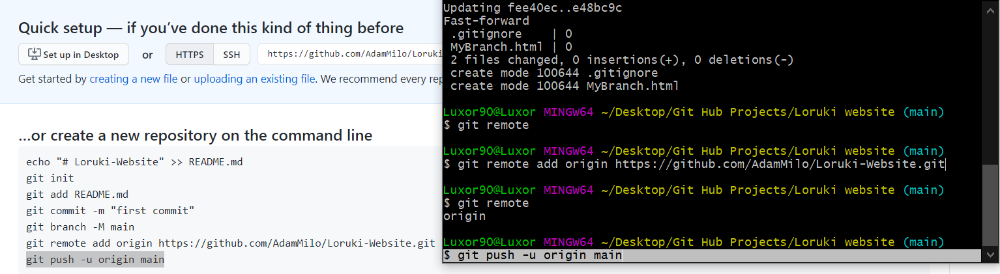 Quick setup — if you’ve done this kind of thing before
Set up in Desktop or HTTPS SSH https://github.com/AdamMilo/Loruki
Get started by creating a new file or uploading an existing file. We recommend every rep
...or create a new repository on the command line
echo "# Loruki-Website" >> README.md
git init
git add README.md
git commit -m "first commit"
git branch -M main
git remote add origin https://github.com/AdamMilo/Loruki-Website.git
git push -u origin main
Updating fee40ec..e48bc9c
Fast-forward
.gitignore | 0
MyBranch.html | 0
2 files changed, 0 insertions(+), 0 deletions(-)
create mode 100644 .gitignore
create mode 100644 MyBranch.html
Luxor90@Luxor MINGW64 ~/Desktop/Git Hub Projects/Loruki website (main)
$ git remote
Luxor90@Luxor MINGW64 ~/Desktop/Git Hub Projects/Loruki website (main)
$ git remote add origin https://github.com/AdamMilo/Loruki-Website.git
Luxor90@Luxor MINGW64 ~/Desktop/Git Hub Projects/Loruki website (main)
$ git remote
origin
Luxor90@Luxor MINGW64 ~/Desktop/Git Hub Projects/Loruki website (main)
$ git push -u origin main